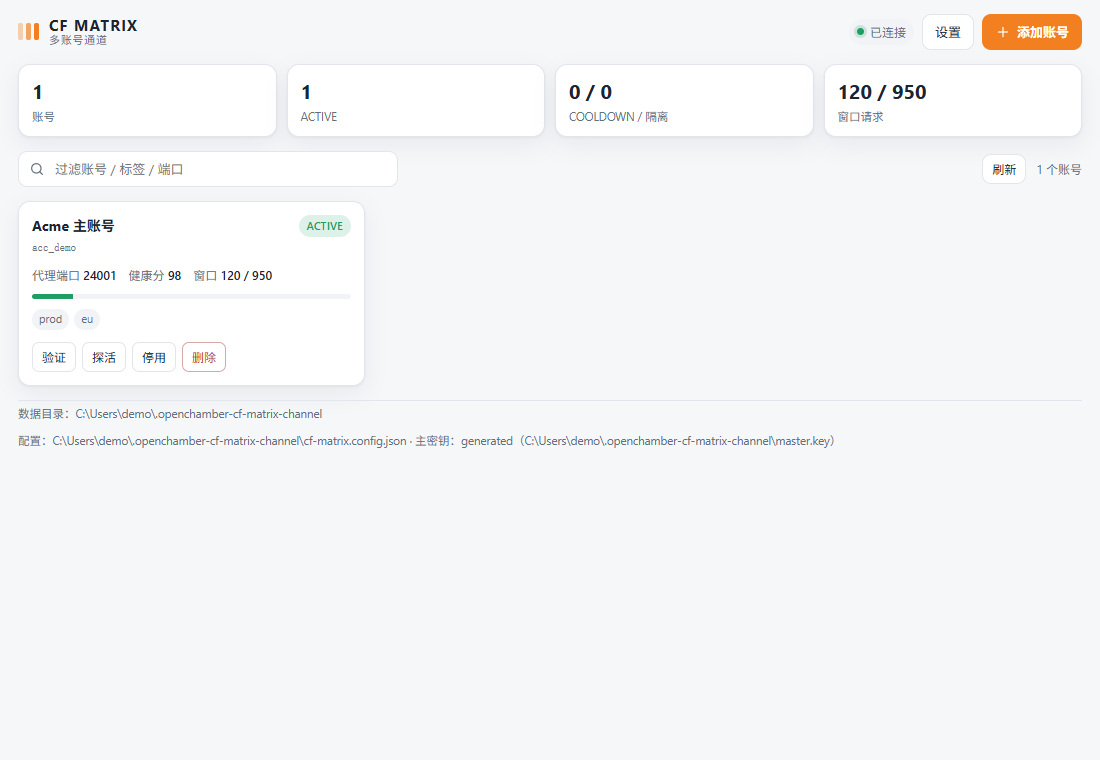 CF MATRIX
多账号通道
已连接
设置
添加账号
1
账号
1
ACTIVE
0 / 0
COOLDOWN / 隔离
120 / 950
窗口请求
过滤账号 / 标签 / 端口
刷新
1 个账号
Acme 主账号
ACTIVE
acc_demo
代理端口 24001 健康分 98 窗口 120 / 950
prod
eu
验证
探活
停用
删除
数据目录：C:\Users\demo\.openchamber-cf-matrix-channel
配置：C:\Users\demo\.openchamber-cf-matrix-channel\cf-matrix.config.json · 主密钥：generated（C:\Users\demo\.openchamber-cf-matrix-channel\master.key）